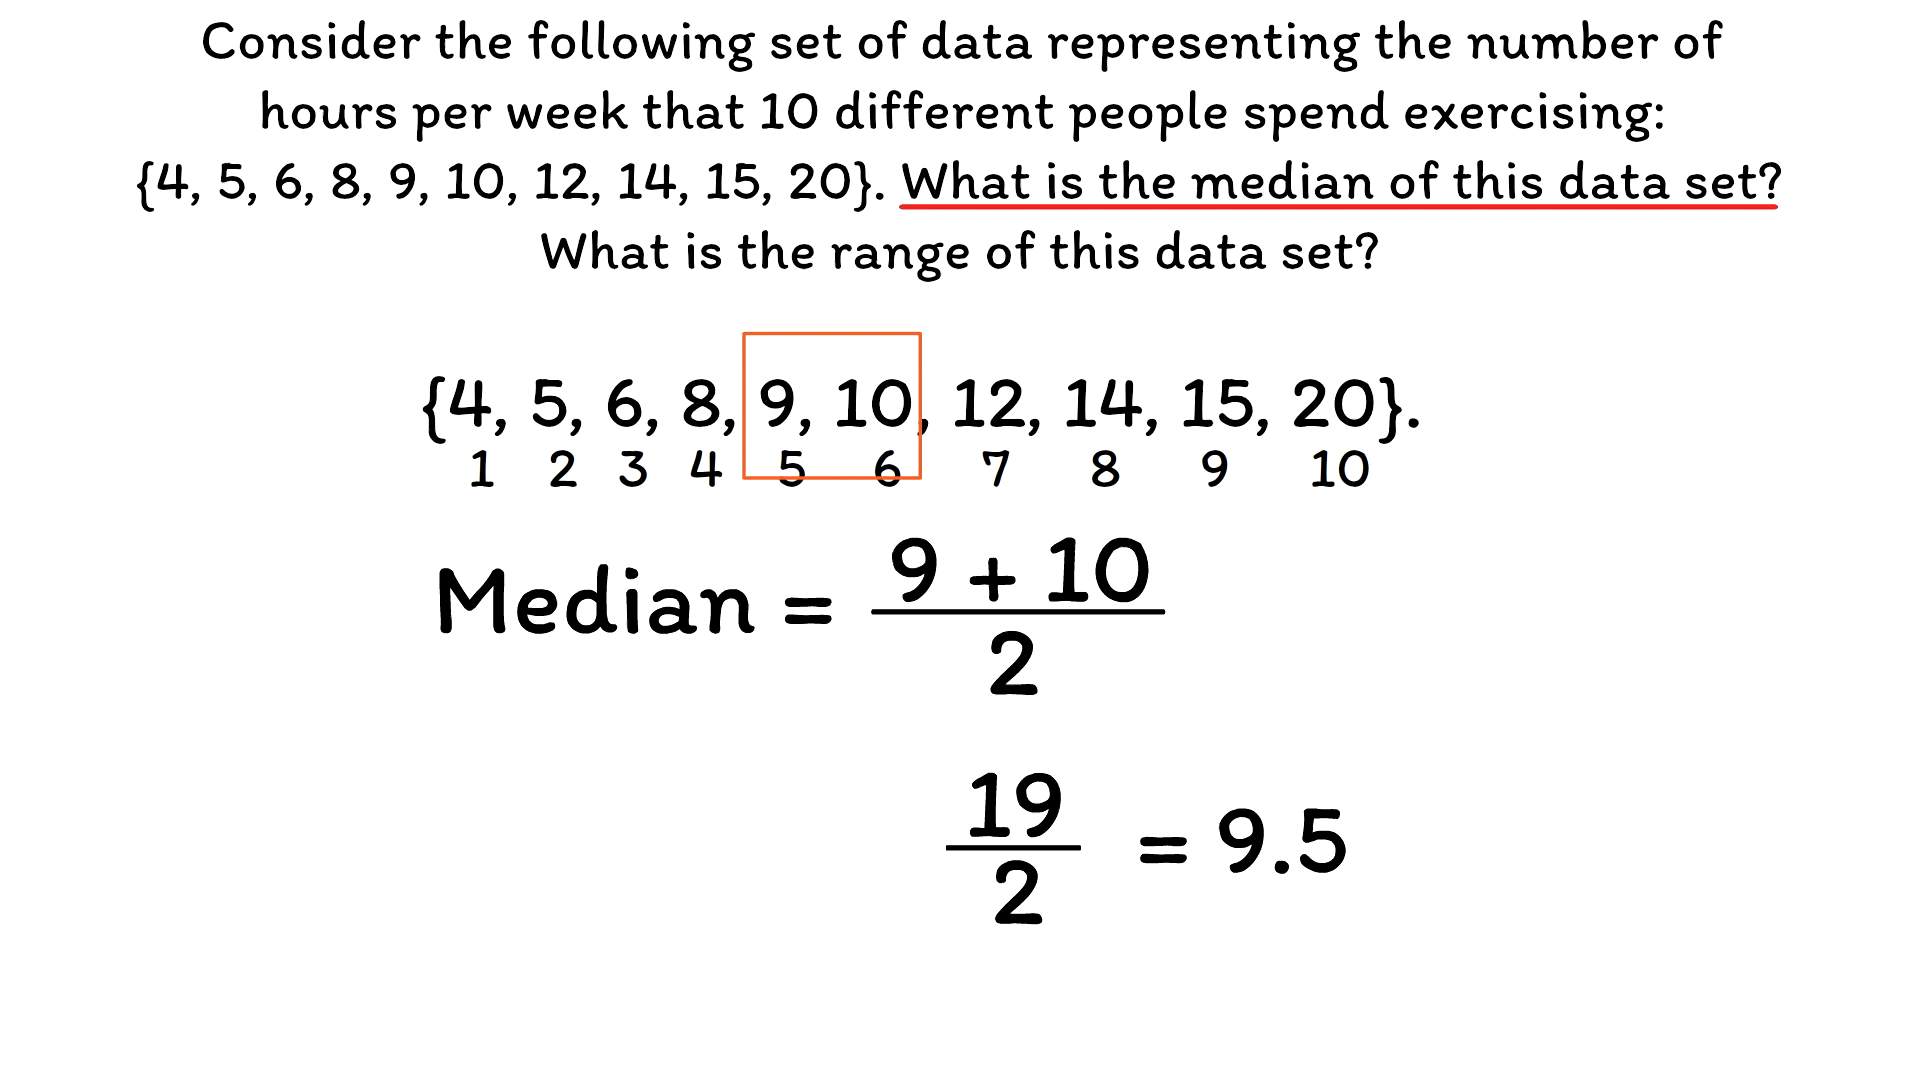 Consider the following set of data representing the number of
hours per week that 10 different people spend exercising:
{4, 5, 6, 8, 9, 10, 12, 14, 15, 20}. What is the median of this data set?
What is the range of this data set?
{4, 5, 6, 8, 9, 10, 12, 14, 15, 20}.
1 2 3 4 5 6 7 8 9 10
9 + 10
Median =
2
19
= 9.5
2